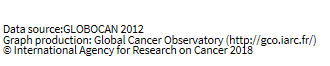 Data source:GLOBOCAN 2012
Graph production: Global Cancer Observatory (http://gco.iarc.fr/)
© International Agency for Research on Cancer 2018